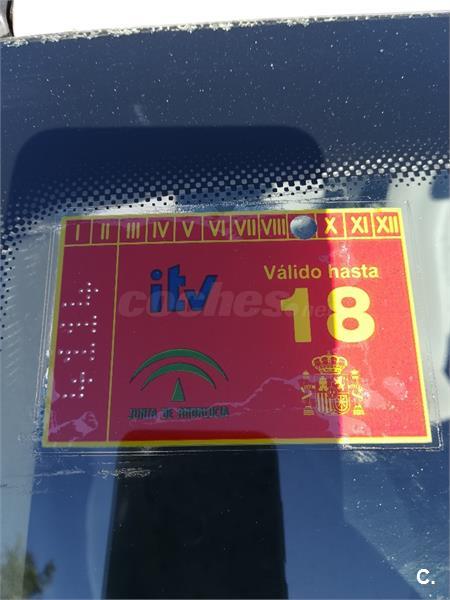 I II III IV V VI VII VIII X XI XII
itv
Válido hasta
18
coches.net
JUNTA DE ANDALUCIA
C.